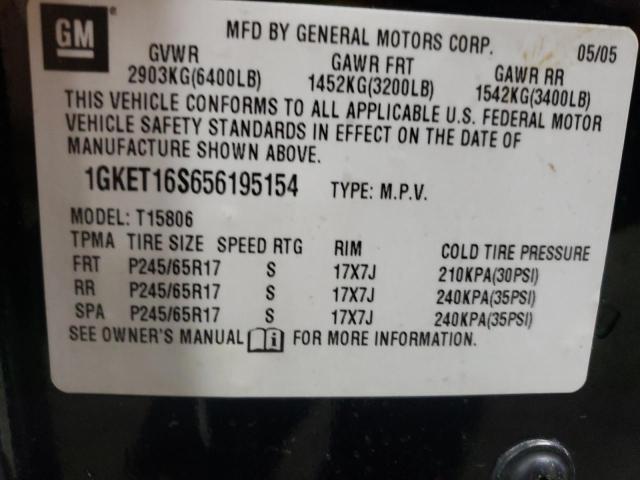 GM
MFD BY GENERAL MOTORS CORP. 05/05
GVWR GAWR FRT GAWR RR
2903KG(6400LB) 1452KG(3200LB) 1542KG(3400LB)
THIS VEHICLE CONFORMS TO ALL APPLICABLE U.S. FEDERAL MOTOR
VEHICLE SAFETY STANDARDS IN EFFECT ON THE DATE OF
MANUFACTURE SHOWN ABOVE.
1GKET16S656195154 TYPE: M.P.V.
MODEL: T15806
TPMA TIRE SIZE SPEED RTG RIM COLD TIRE PRESSURE
FRT P245/65R17 S 17X7J 210KPA(30PSI)
RR P245/65R17 S 17X7J 240KPA(35PSI)
SPA P245/65R17 S 17X7J 240KPA(35PSI)
SEE OWNER'S MANUAL i FOR MORE INFORMATION.